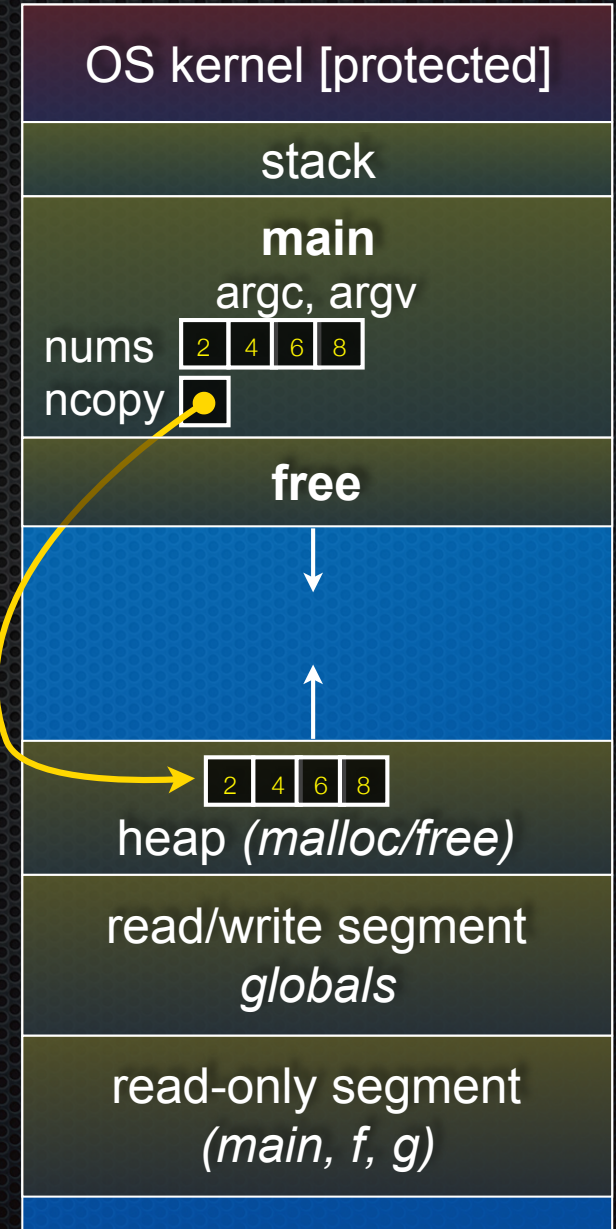 OS kernel [protected]
stack
main
argc, argv
nums 2 4 6 8
ncopy
free
2 4 6 8
heap (malloc/free)
read/write segment
globals
read-only segment
(main, f, g)